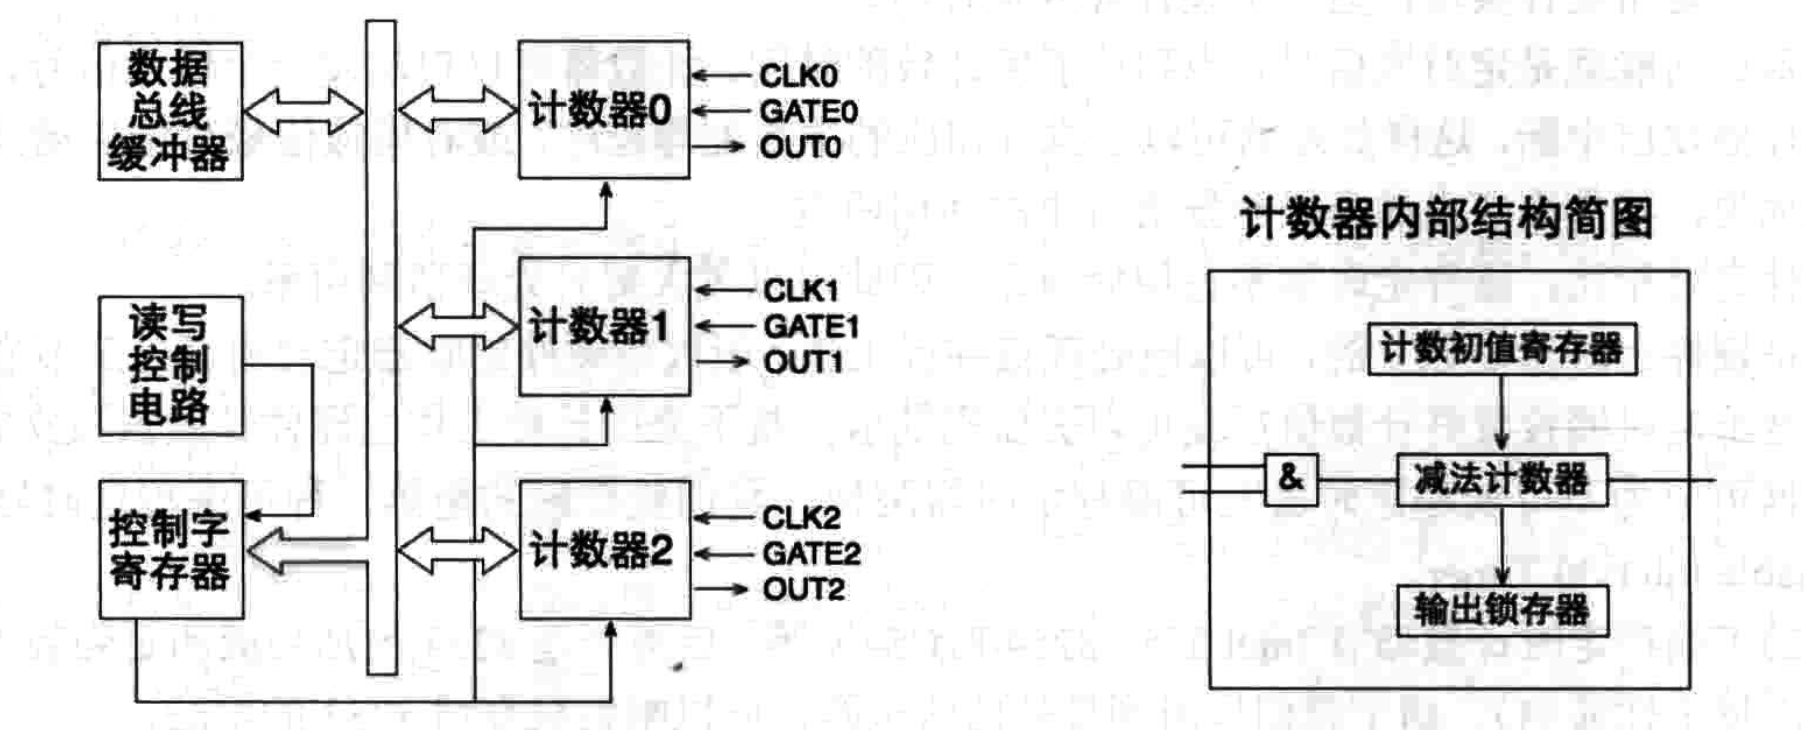 数据
总线
缓冲器
计数器0
CLK0
GATE0
OUT0
读写
控制
电路
计数器1
CLK1
GATE1
OUT1
控制字
寄存器
计数器2
CLK2
GATE2
OUT2
计数器内部结构简图
计数初值寄存器
&
减法计数器
输出锁存器